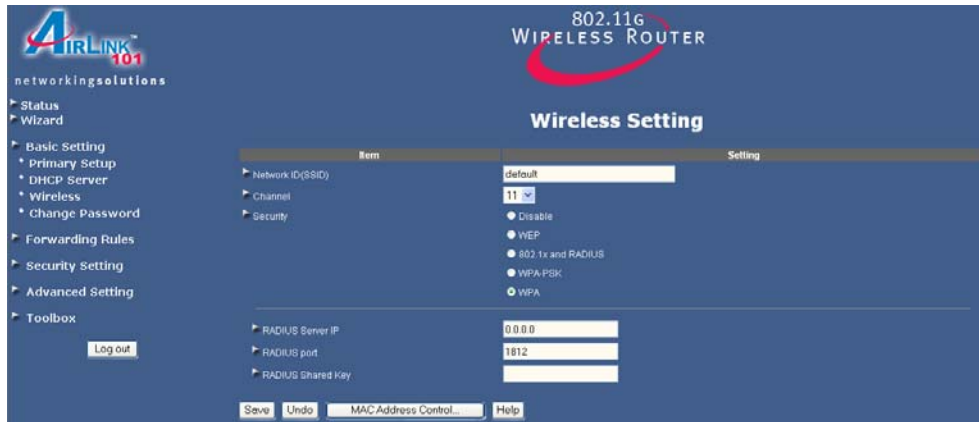 AIRLINK™
101
networkingsolutions
802.11G
WIRELESS ROUTER
Status
Wizard
Basic Setting
Primary Setup
DHCP Server
Wireless
Change Password
Forwarding Rules
Security Setting
Advanced Setting
Toolbox
Log out
Wireless Setting
Item Setting
Network ID(SSID) default
Channel 11
Security Disable
WEP
802.1x and RADIUS
WPA-PSK
WPA
RADIUS Server IP 0.0.0.0
RADIUS port 1812
RADIUS Shared Key
Save Undo MAC Address Control... Help